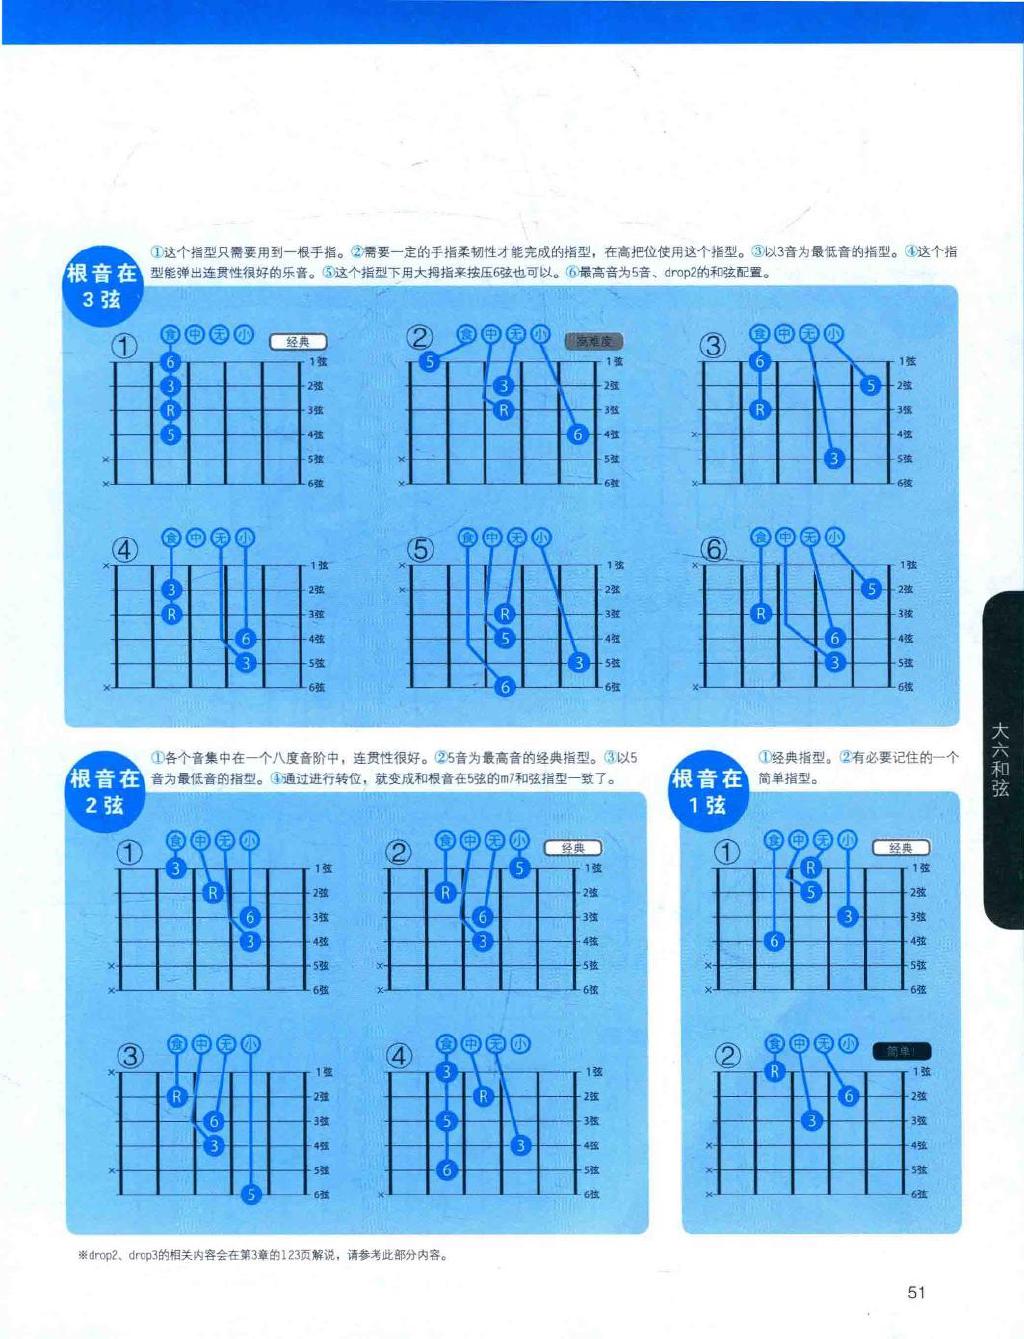 根音在
3弦
①这个指型只需要用到一根手指。②需要一定的手指柔韧性才能完成的指型，在高把位使用这个指型。③以3音为最低音的指型。④这个指
型能弹出连贯性很好的乐音。⑤这个指型下用大拇指来按压6弦也可以。⑥最高音为5音、drop2的和弦配置。
① 食 中 无 小 经典
6 1弦
3 2弦
R 3弦
5 4弦
× 5弦
× 6弦
② 食 中 无 小 高难度
5 1弦
3 2弦
R 3弦
6 4弦
× 5弦
× 6弦
③ 食 中 无 小
6 1弦
5 2弦
R 3弦
× 4弦
3 5弦
× 6弦
④ 食 中 无 小
× 1弦
3 2弦
R 3弦
6 4弦
3 5弦
× 6弦
⑤ 食 中 无 小
× 1弦
× 2弦
R 3弦
5 4弦
3 5弦
6 6弦
⑥ 食 中 无 小
× 1弦
5 2弦
R 3弦
6 4弦
3 5弦
× 6弦
大六和弦
根音在
2弦
①各个音集中在一个八度音阶中，连贯性很好。②5音为最高音的经典指型。③以5
音为最低音的指型。④通过进行转位，就变成和根音在5弦的m7和弦指型一致了。
① 食 中 无 小
3 1弦
R 2弦
6 3弦
3 4弦
× 5弦
× 6弦
② 食 中 无 小 经典
5 1弦
R 2弦
6 3弦
3 4弦
× 5弦
× 6弦
③ 食 中 无 小
× 1弦
R 2弦
6 3弦
3 4弦
× 5弦
5 6弦
④ 食 中 无 小
3 1弦
R 2弦
5 3弦
3 4弦
6 5弦
× 6弦
根音在
1弦
①经典指型。②有必要记住的一个
简单指型。
① 食 中 无 小 经典
R 1弦
5 2弦
3 3弦
6 4弦
× 5弦
× 6弦
② 食 中 无 小 简单!
R 1弦
6 2弦
3 3弦
× 4弦
× 5弦
× 6弦
※drop2、drop3的相关内容会在第3章的123页解说，请参考此部分内容。
51